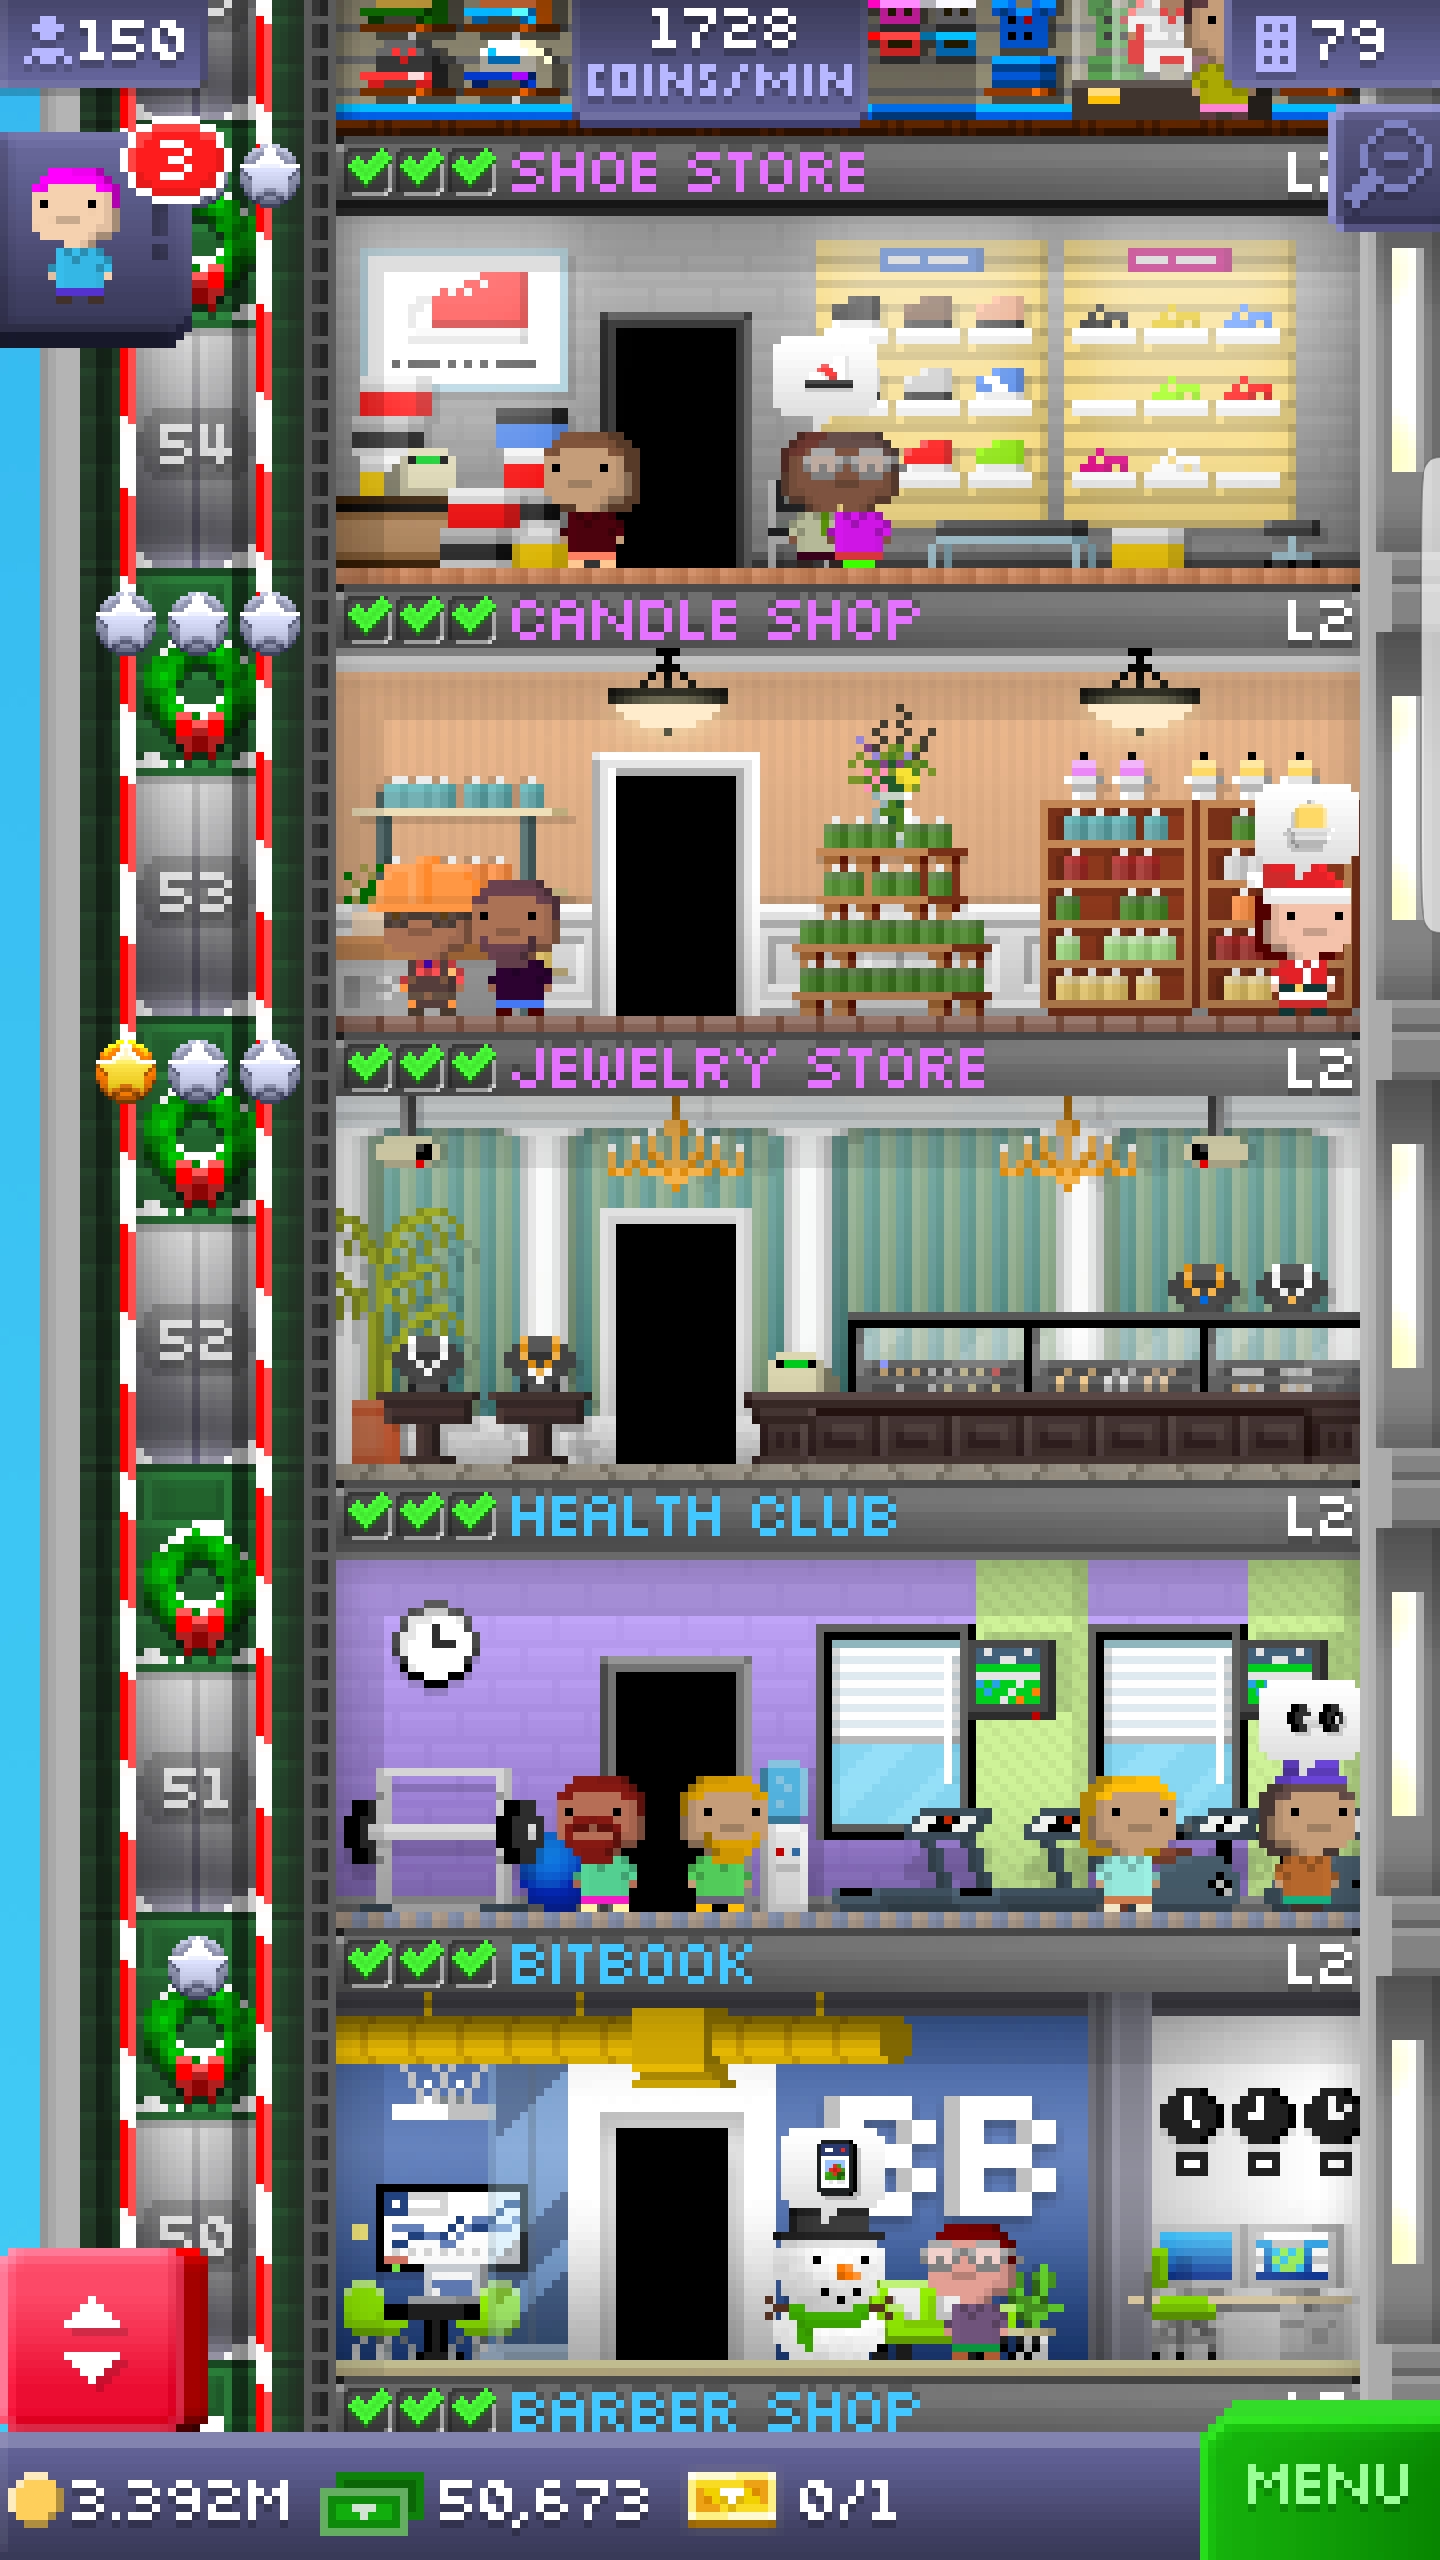 150
1728
COINS/MIN
79
3
SHOE STORE
54
CANDLE SHOP L2
53
JEWELRY STORE L2
52
HEALTH CLUB L2
51
BITBOOK L2
B
50
BARBER SHOP
3.392M 50,673 0/1
MENU